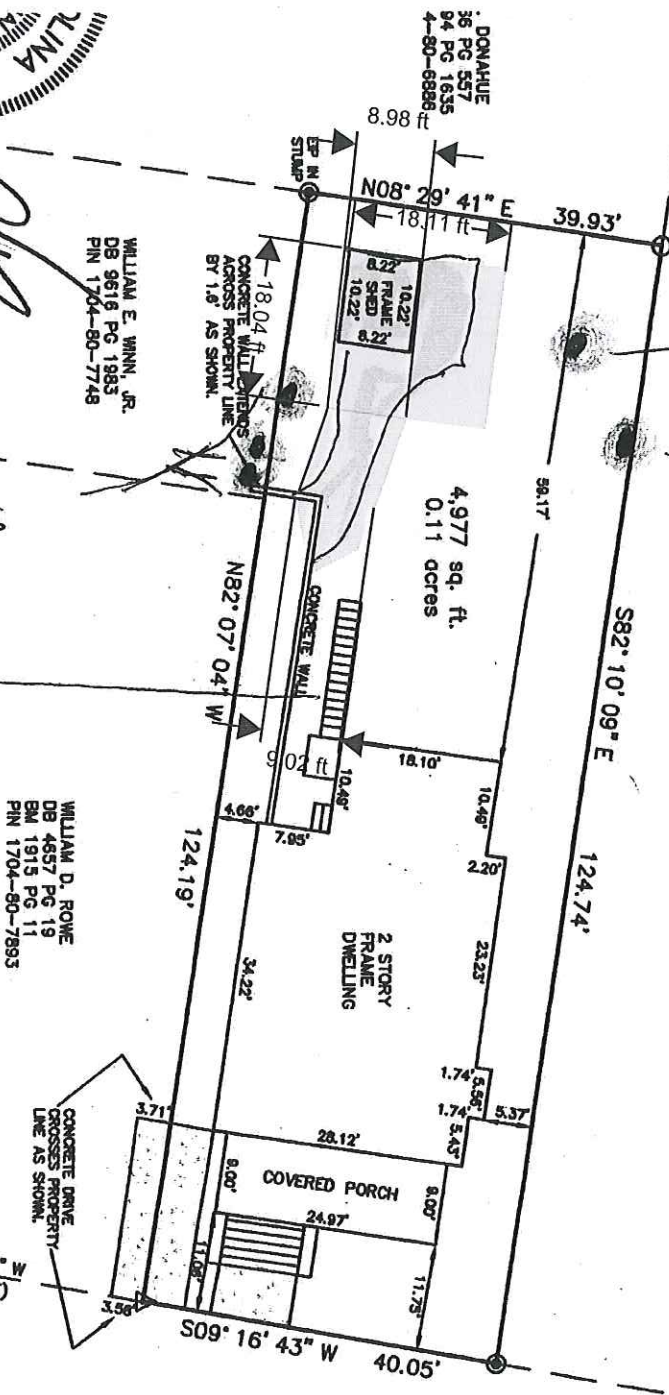 . DONAHUE
36 PG 557
94 PG 1635
4-80-6886
OLINA
8.98 ft
EIP IN
STUMP
N08° 29' 41" E
39.93'
18.11 ft
18.04 ft
8.22'
10.22'
FRAME
SHED
10.22'
8.22'
CONCRETE WALL EXTENDS
ACROSS PROPERTY LINE
BY 1.6' AS SHOWN.
WILLIAM E. WINN, JR.
DB 9616 PG 1983
PIN 1704-80-7748
4,977 sq. ft.
0.11 acres
59.17'
S82° 10' 09" E
124.74'
N82° 07' 04" W
124.19'
CONCRETE WALL
9.02 ft
10.49'
18.10'
10.49'
2.20'
4.66'
7.95'
23.23'
34.22'
2 STORY
FRAME
DWELLING
1.74'
5.56'
1.74'
5.43'
5.37'
WILLIAM D. ROWE
DB 4657 PG 19
BM 1915 PG 11
PIN 1704-80-7893
CONCRETE DRIVE
CROSSES PROPERTY
LINE AS SHOWN.
3.71'
28.12'
9.00'
COVERED PORCH
9.00'
24.97'
11.06'
11.75'
3.56'
S09° 16' 43" W
40.05'
" W